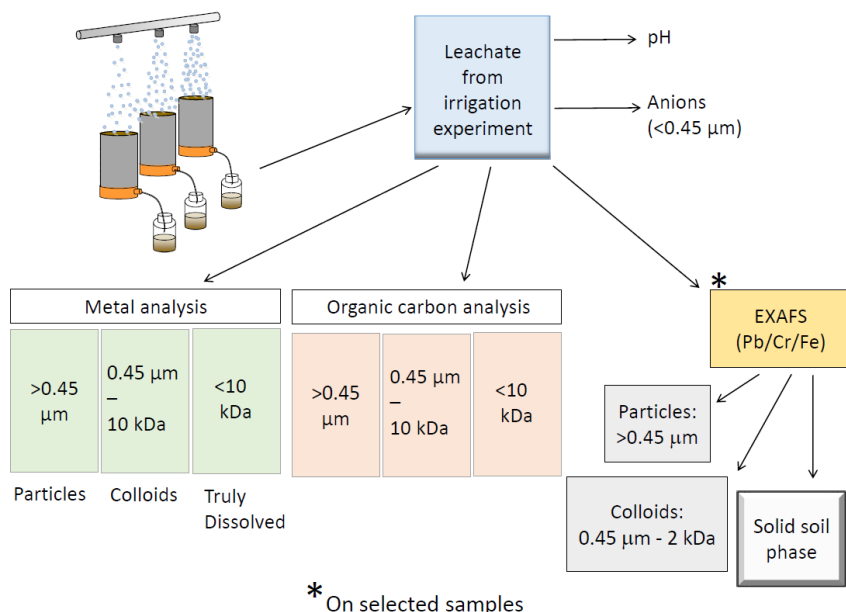 Leachate
from
irrigation
experiment
pH
Anions
(<0.45 μm)
Metal analysis
>0.45
μm
0.45 μm
–
10 kDa
<10
kDa
Particles
Colloids
Truly
Dissolved
Organic carbon analysis
>0.45
μm
0.45 μm
–
10 kDa
<10
kDa
*
EXAFS
(Pb/Cr/Fe)
Particles:
>0.45 μm
Colloids:
0.45 μm - 2 kDa
Solid soil
phase
*On selected samples